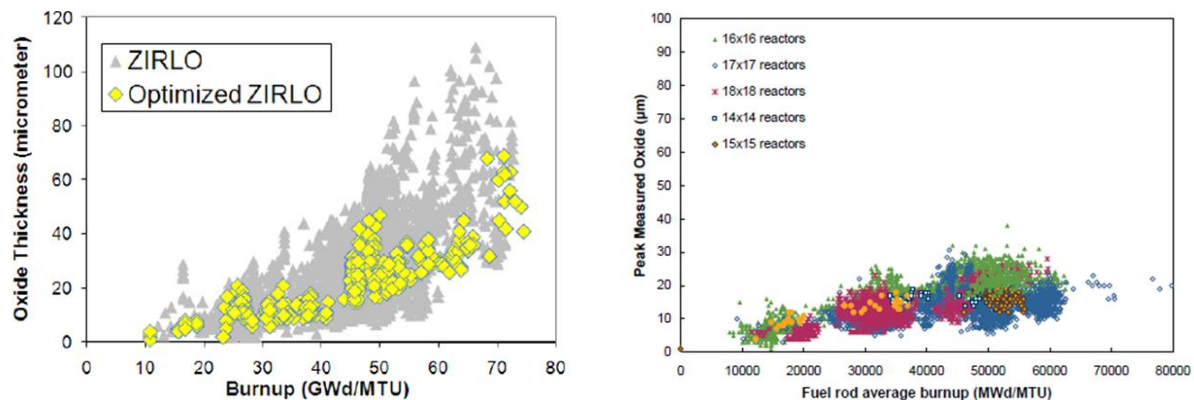 120
100
80
60
40
20
0
Oxide Thickness (micrometer)
ZIRLO
Optimized ZIRLO
0 10 20 30 40 50 60 70 80
Burnup (GWd/MTU)
100
90
80
70
60
50
40
30
20
10
0
Peak Measured Oxide (µm)
16x16 reactors
17x17 reactors
18x18 reactors
14x14 reactors
15x15 reactors
0 10000 20000 30000 40000 50000 60000 70000 80000
Fuel rod average burnup (MWd/MTU)